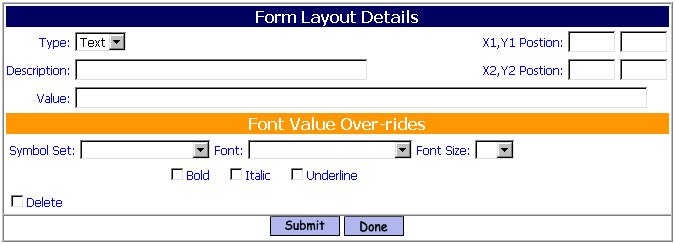 Form Layout Details
Type: Text X1,Y1 Postion:
Description: X2,Y2 Postion:
Value:
Font Value Over-rides
Symbol Set: Font: Font Size:
Bold Italic Underline
Delete
Submit Done